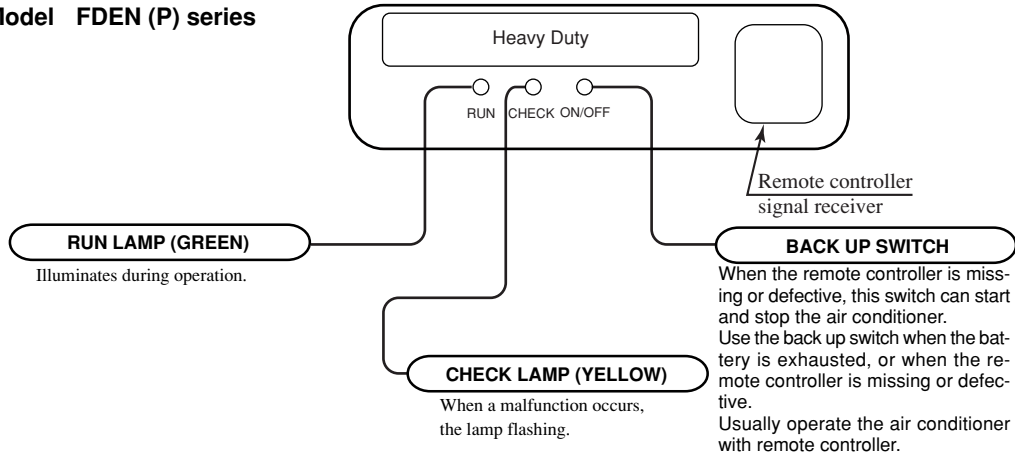 Model FDEN (P) series
Heavy Duty
RUN CHECK ON/OFF
Remote controller
signal receiver
RUN LAMP (GREEN)
Illuminates during operation.
CHECK LAMP (YELLOW)
When a malfunction occurs,
the lamp flashing.
BACK UP SWITCH
When the remote controller is miss-
ing or defective, this switch can start
and stop the air conditioner.
Use the back up switch when the bat-
tery is exhausted, or when the re-
mote controller is missing or defec-
tive.
Usually operate the air conditioner
with remote controller.